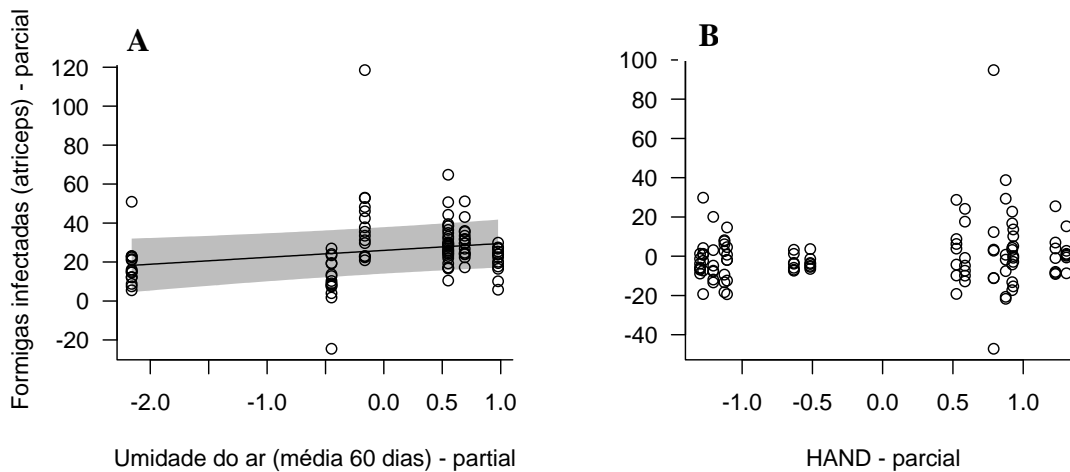 A
B
Formigas infectadas (atriceps) - parcial
120
100
80
60
40
20
0
-20
-2.0 -1.0 0.0 0.5 1.0
Umidade do ar (média 60 dias) - partial
100
80
60
40
20
0
-20
-40
-1.0 -0.5 0.0 0.5 1.0
HAND - parcial